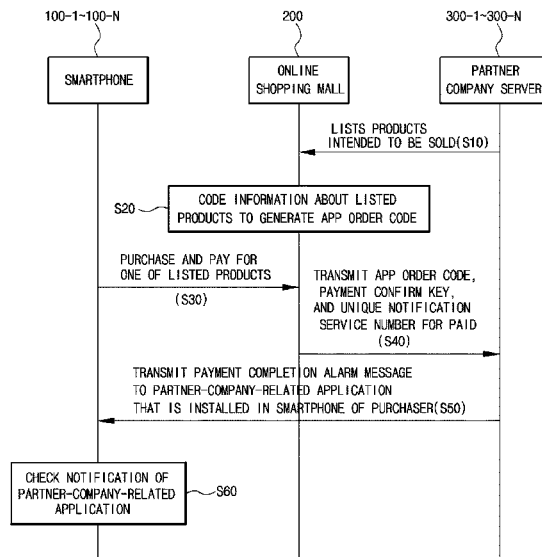 100-1~100-N
200
300-1~300-N
SMARTPHONE
ONLINE
SHOPPING MALL
PARTNER
COMPANY SERVER
LISTS PRODUCTS
INTENDED TO BE SOLD(S10)
S20
CODE INFORMATION ABOUT LISTED
PRODUCTS TO GENERATE APP ORDER CODE
PURCHASE AND PAY FOR
ONE OF LISTED PRODUCTS
(S30)
TRANSMIT APP ORDER CODE,
PAYMENT CONFIRM KEY,
AND UNIQUE NOTIFICATION
SERVICE NUMBER FOR PAID
(S40)
TRANSMIT PAYMENT COMPLETION ALARM MESSAGE
TO PARTNER-COMPANY-RELATED APPLICATION
THAT IS INSTALLED IN SMARTPHONE OF PURCHASER(S50)
CHECK NOTIFICATION OF
PARTNER-COMPANY-RELATED
APPLICATION
S60